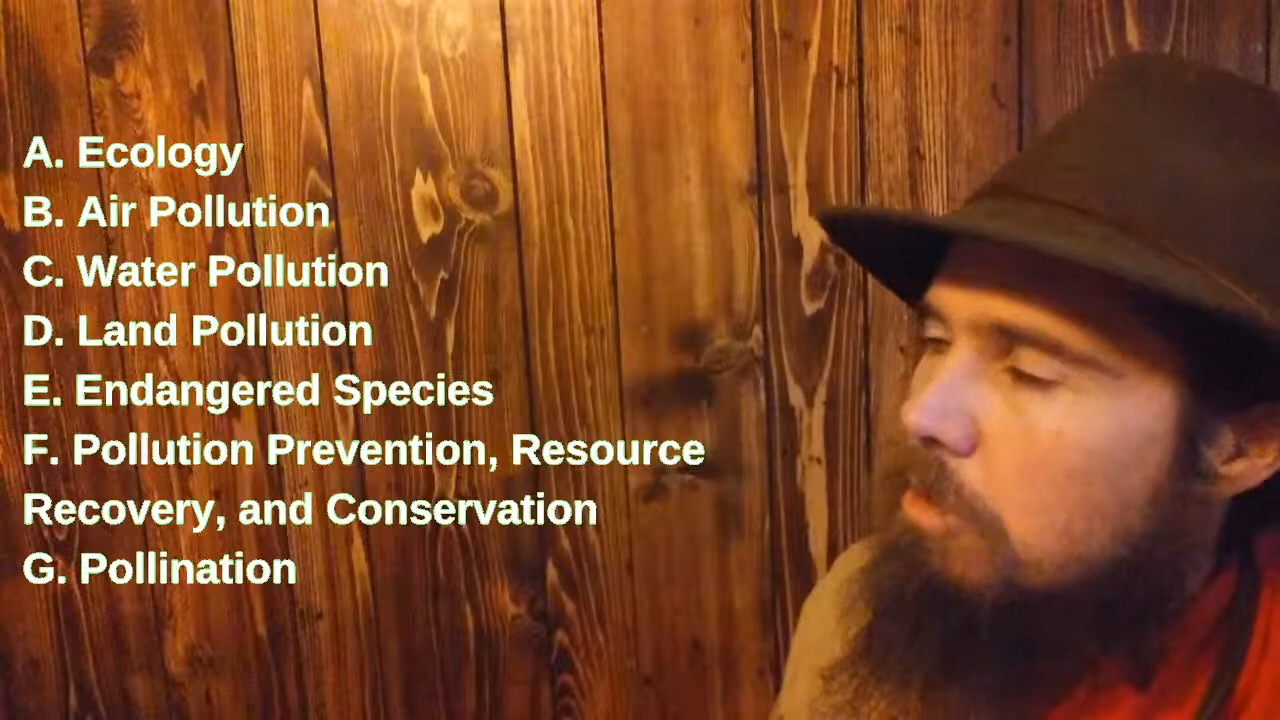 A. Ecology
B. Air Pollution
C. Water Pollution
D. Land Pollution
E. Endangered Species
F. Pollution Prevention, Resource
Recovery, and Conservation
G. Pollination